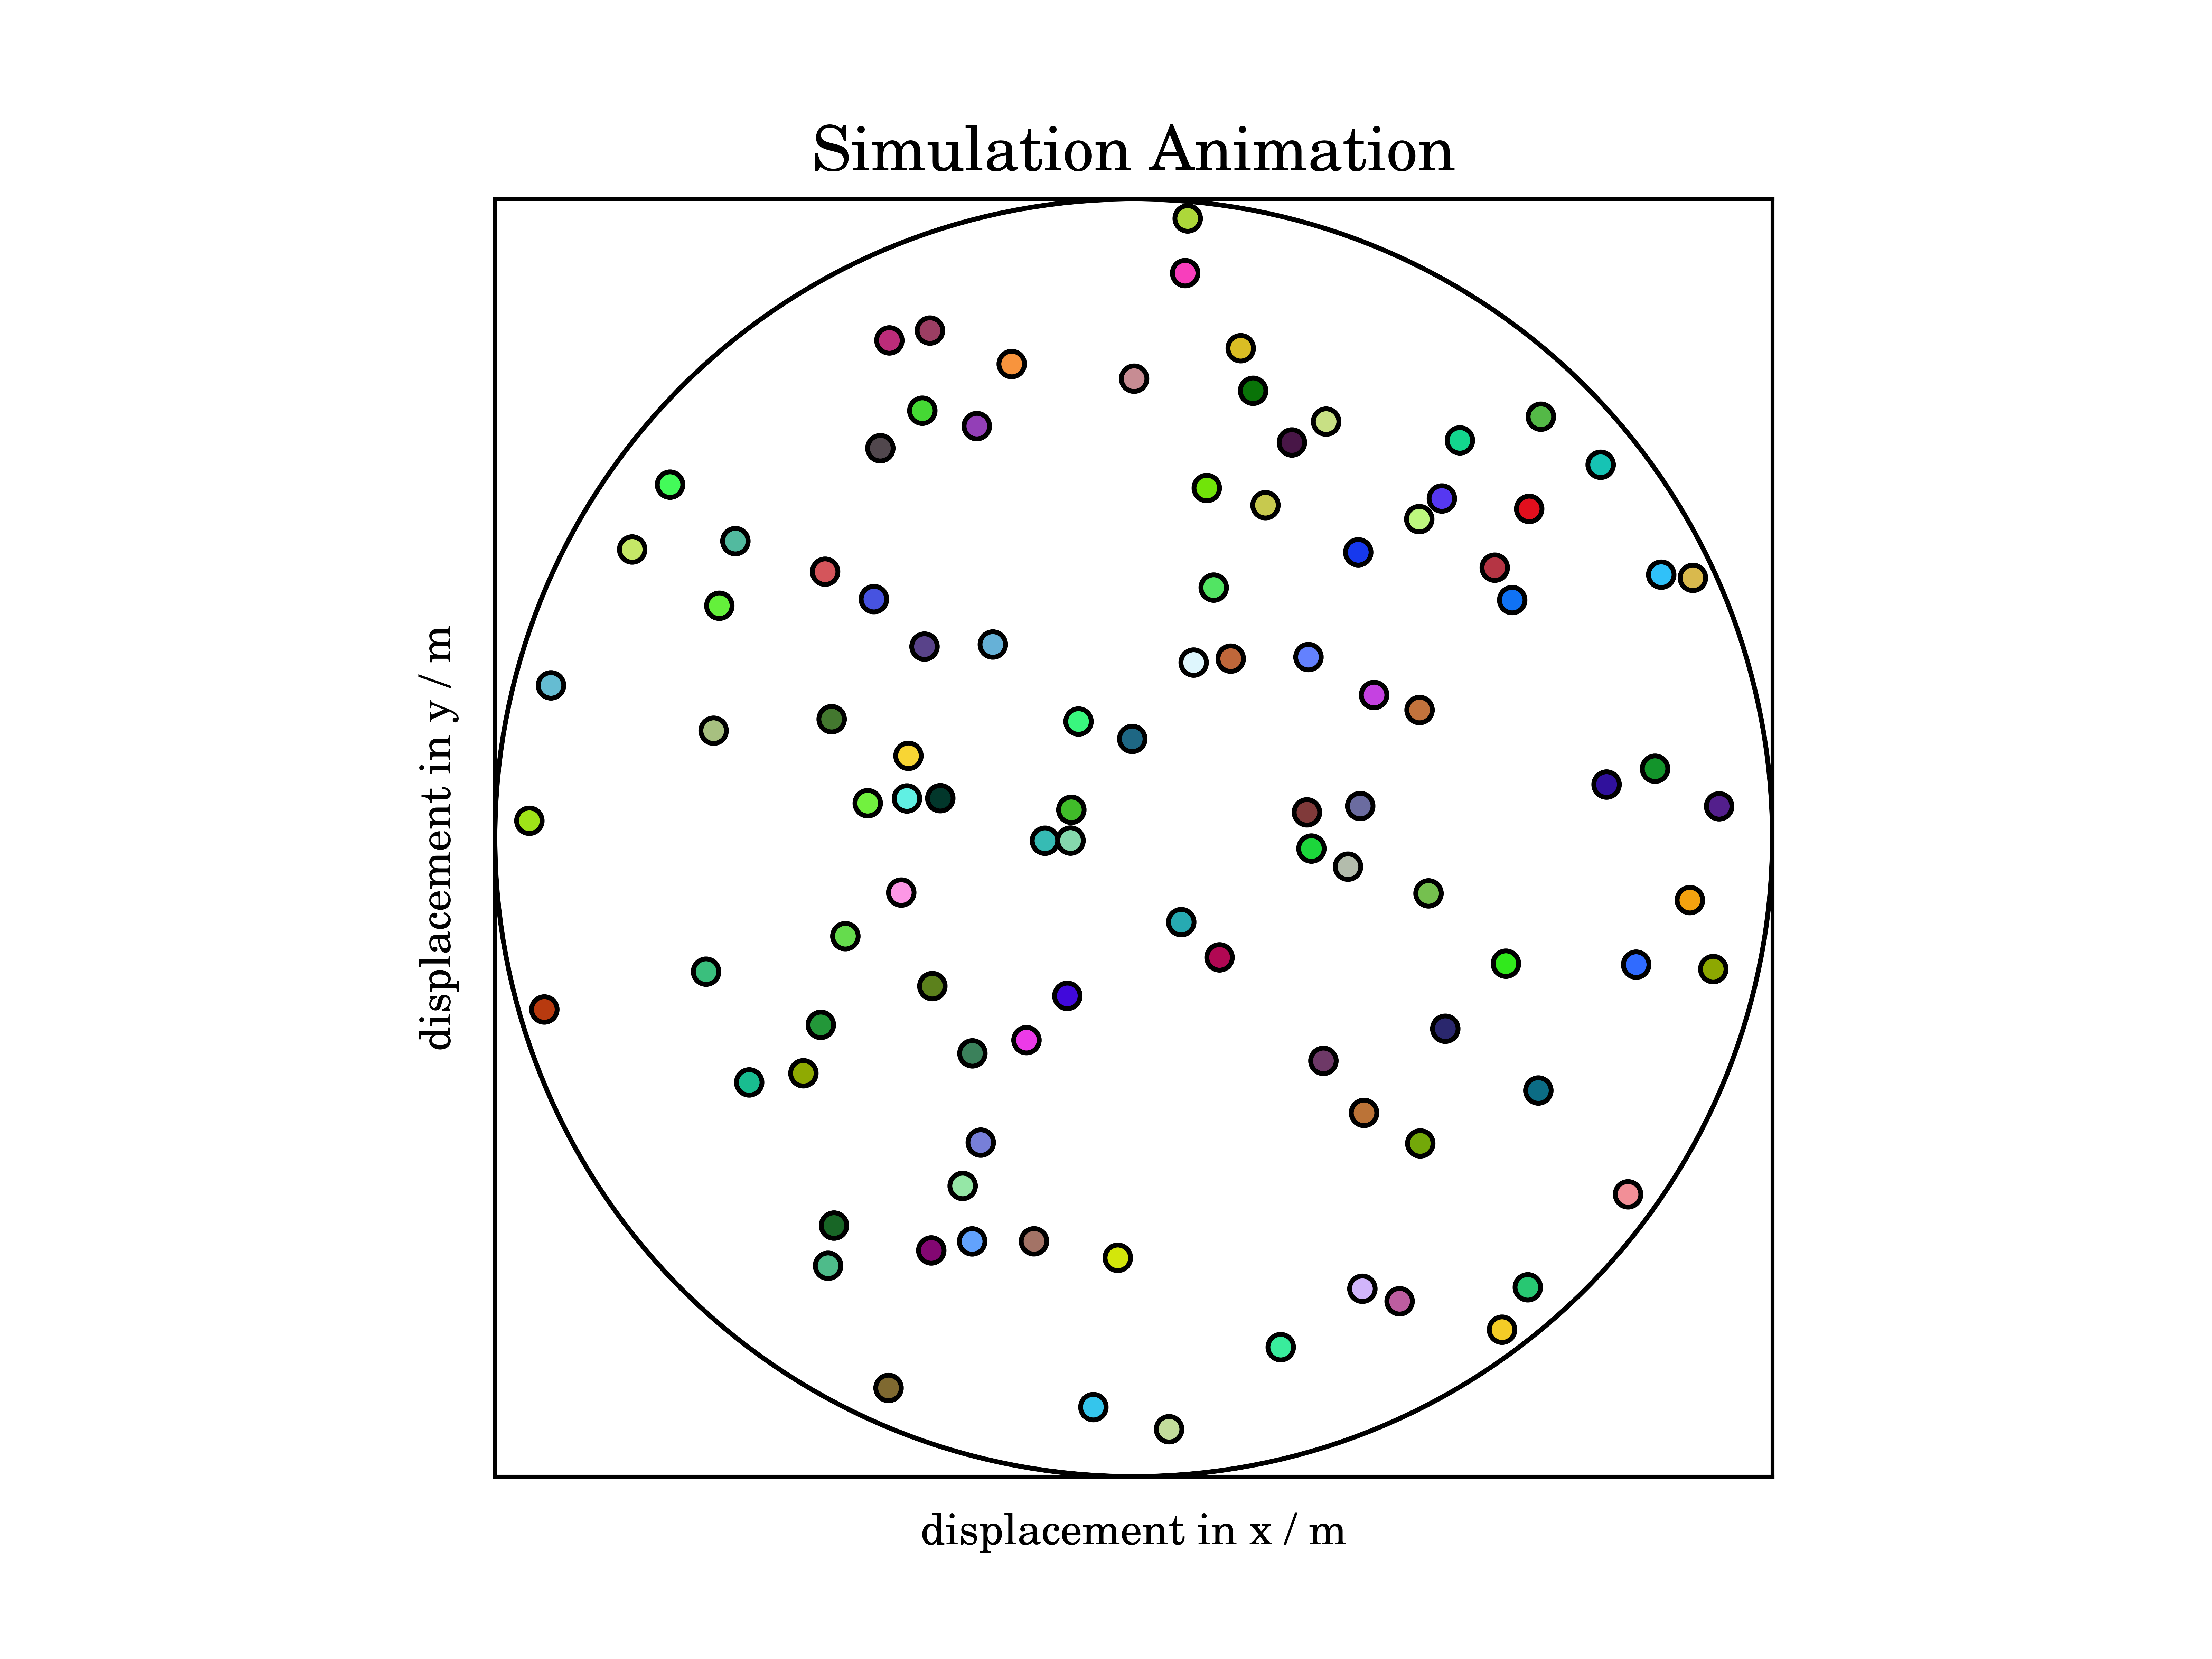 Simulation Animation
displacement in y / m
displacement in x / m